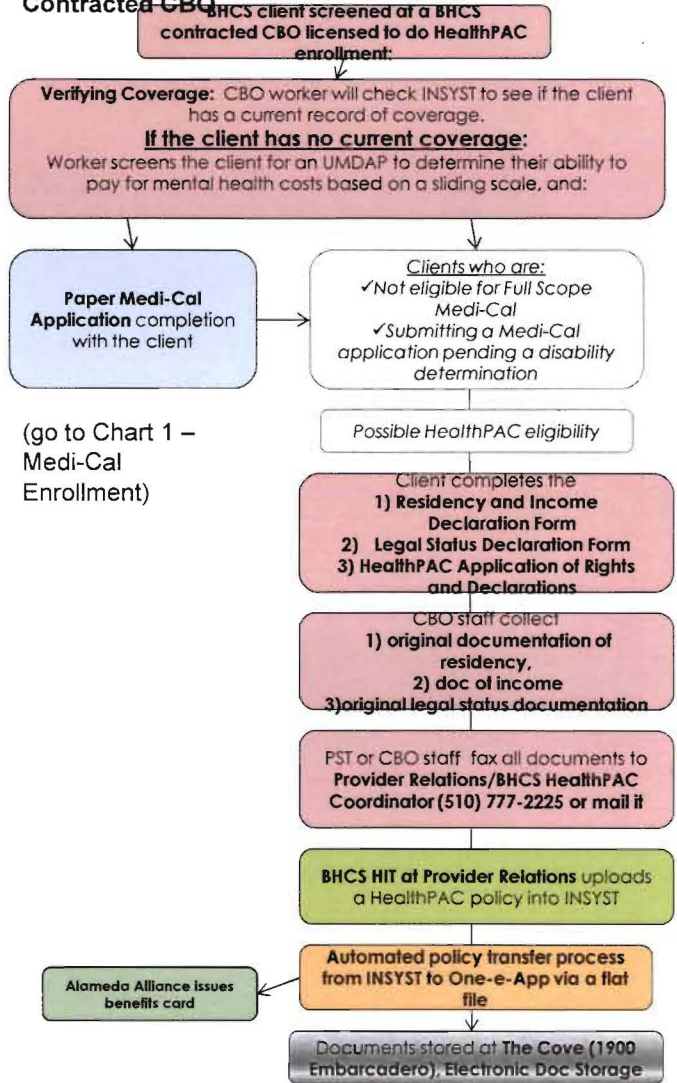 Contracted CBO
BHCS client screened at a BHCS
contracted CBO licensed to do HealthPAC
enrollment:
Verifying Coverage: CBO worker will check INSYST to see if the client
has a current record of coverage.
If the client has no current coverage:
Worker screens the client for an UMDAP to determine their ability to
pay for mental health costs based on a sliding scale, and:
Paper Medi-Cal
Application completion
with the client
Clients who are:
✓Not eligible for Full Scope
Medi-Cal
✓Submitting a Medi-Cal
application pending a disability
determination
(go to Chart 1 –
Medi-Cal
Enrollment)
Possible HealthPAC eligibility
Client completes the
1) Residency and Income
Declaration Form
2) Legal Status Declaration Form
3) HealthPAC Application of Rights
and Declarations
CBO staff collect
1) original documentation of
residency,
2) doc of income
3)original legal status documentation
PST or CBO staff fax all documents to
Provider Relations/BHCS HealthPAC
Coordinator (510) 777-2225 or mail it
BHCS HIT at Provider Relations uploads
a HealthPAC policy into INSYST
Automated policy transfer process
from INSYST to One-e-App via a flat
file
Alameda Alliance issues
benefits card
Documents stored at The Cove (1900
Embarcadero), Electronic Doc Storage